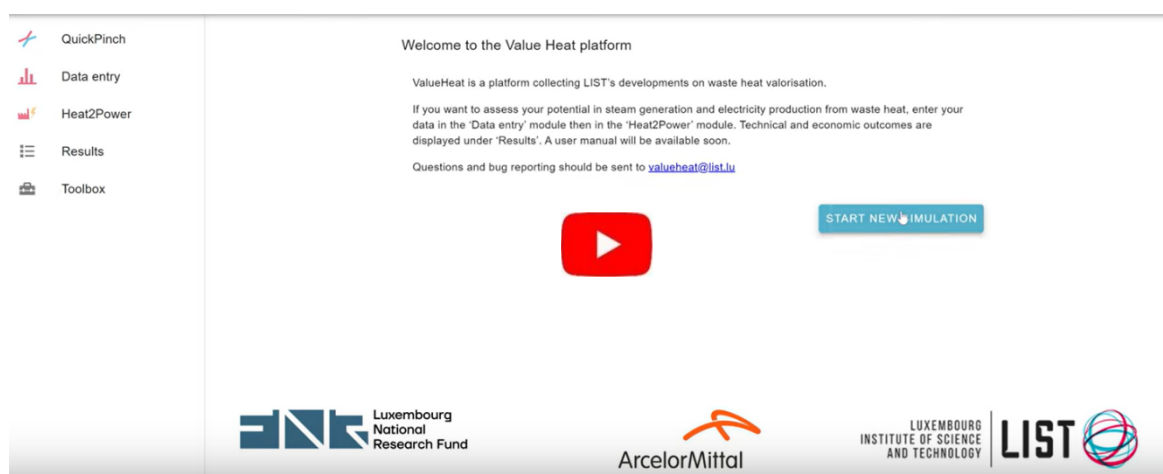 QuickPinch
Data entry
Heat2Power
Results
Toolbox
Welcome to the Value Heat platform
ValueHeat is a platform collecting LIST's developments on waste heat valorisation.
If you want to assess your potential in steam generation and electricity production from waste heat, enter your
data in the 'Data entry' module then in the 'Heat2Power' module. Technical and economic outcomes are
displayed under 'Results'. A user manual will be available soon.
Questions and bug reporting should be sent to valueheat@list.lu
START NEW SIMULATION
Luxembourg
National
Research Fund
ArcelorMittal
LUXEMBOURG
INSTITUTE OF SCIENCE
AND TECHNOLOGY
LIST